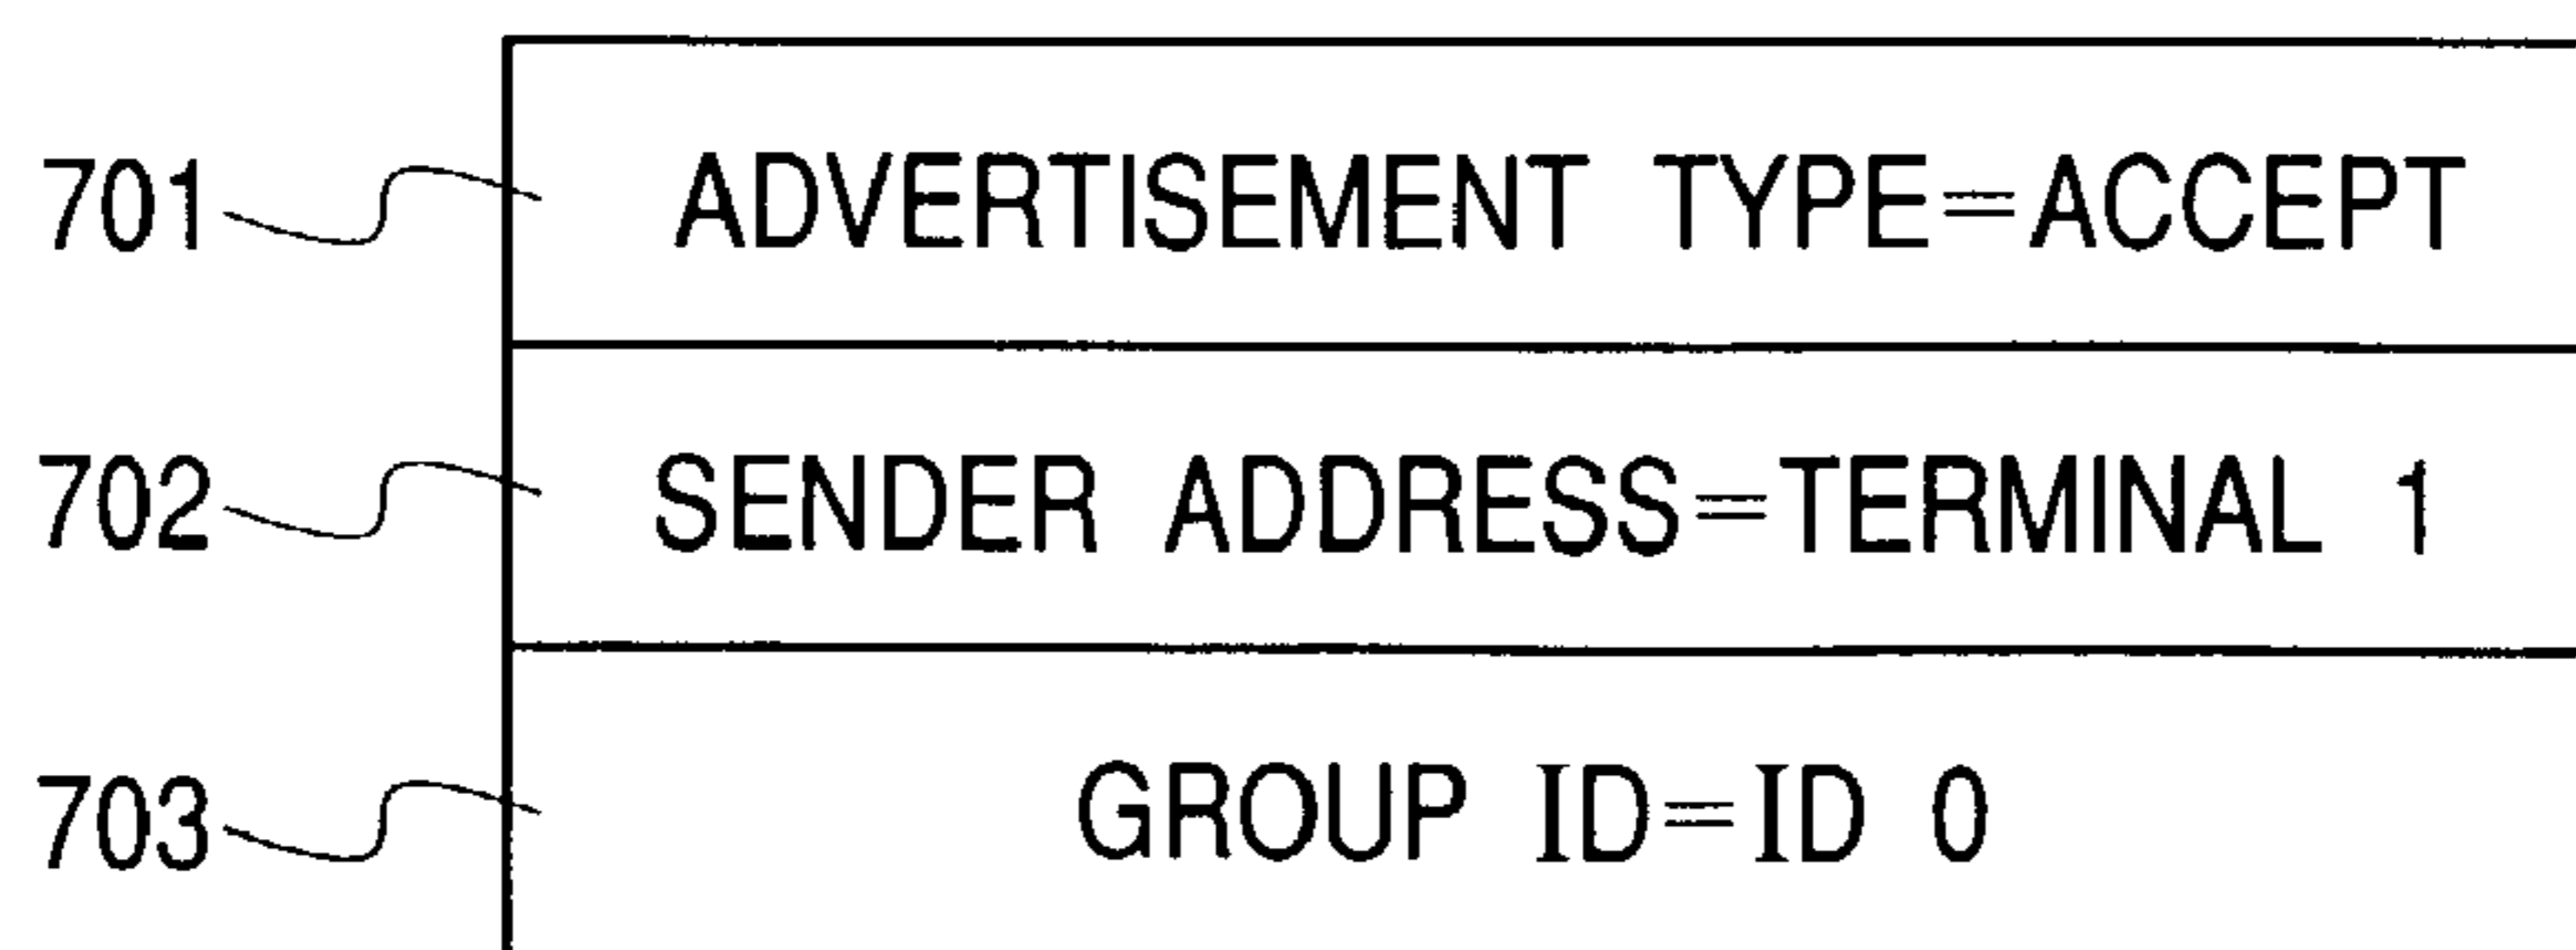 701 ADVERTISEMENT TYPE=ACCEPT
702 SENDER ADDRESS=TERMINAL 1
703 GROUP ID=ID 0